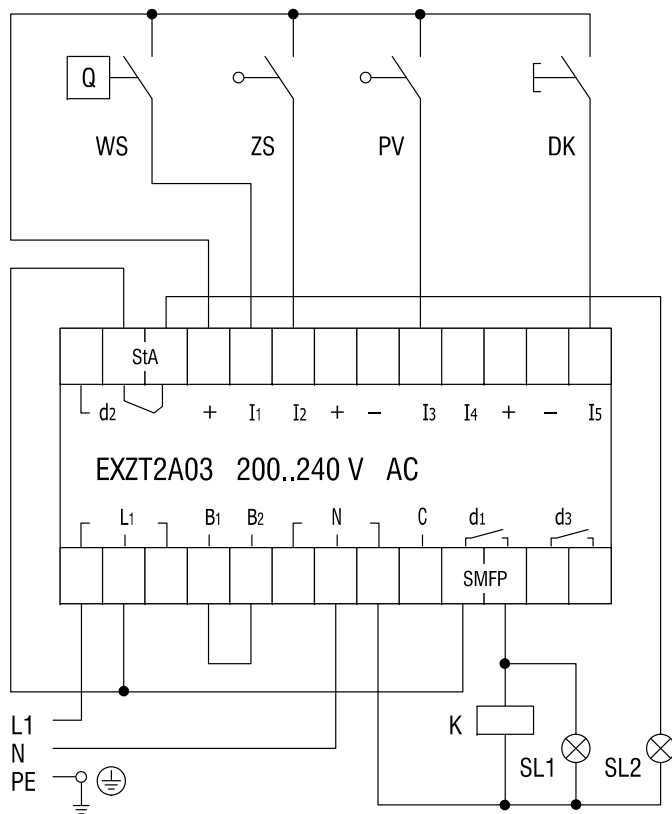 Q
WS ZS PV DK
StA
d2 + I1 I2 + − I3 I4 + − I5
EXZT2A03 200..240 V AC
L1 B1 B2 N C d1 d3
SMFP
L1
N
PE
K SL1 SL2